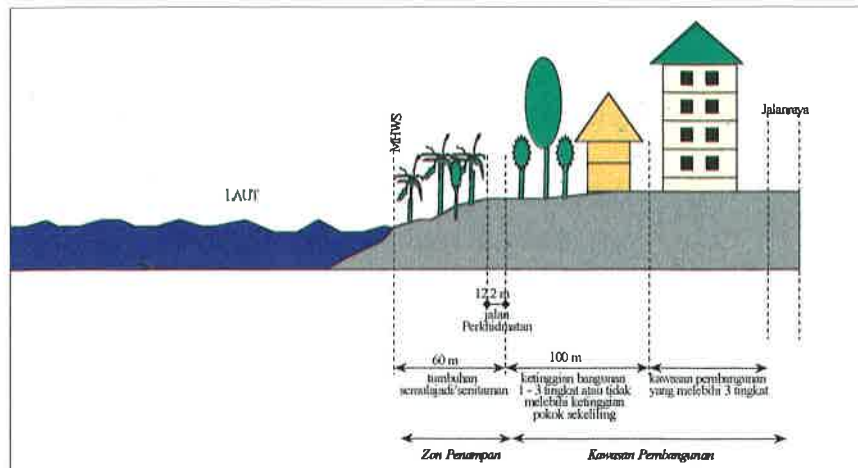 Jalanraya
MHWS
LAUT
12.2 m
jalan
Perkhidmatan
60 m
tumbuhan
semulajadi/senitaman
100 m
ketinggian bangunan
1 - 3 tingkat atau tidak
melebihi ketinggian
pokok sekeliling
kawasan pembangunan
yang melebihi 3 tingkat
Zon Penampan
Kawasan Pembangunan